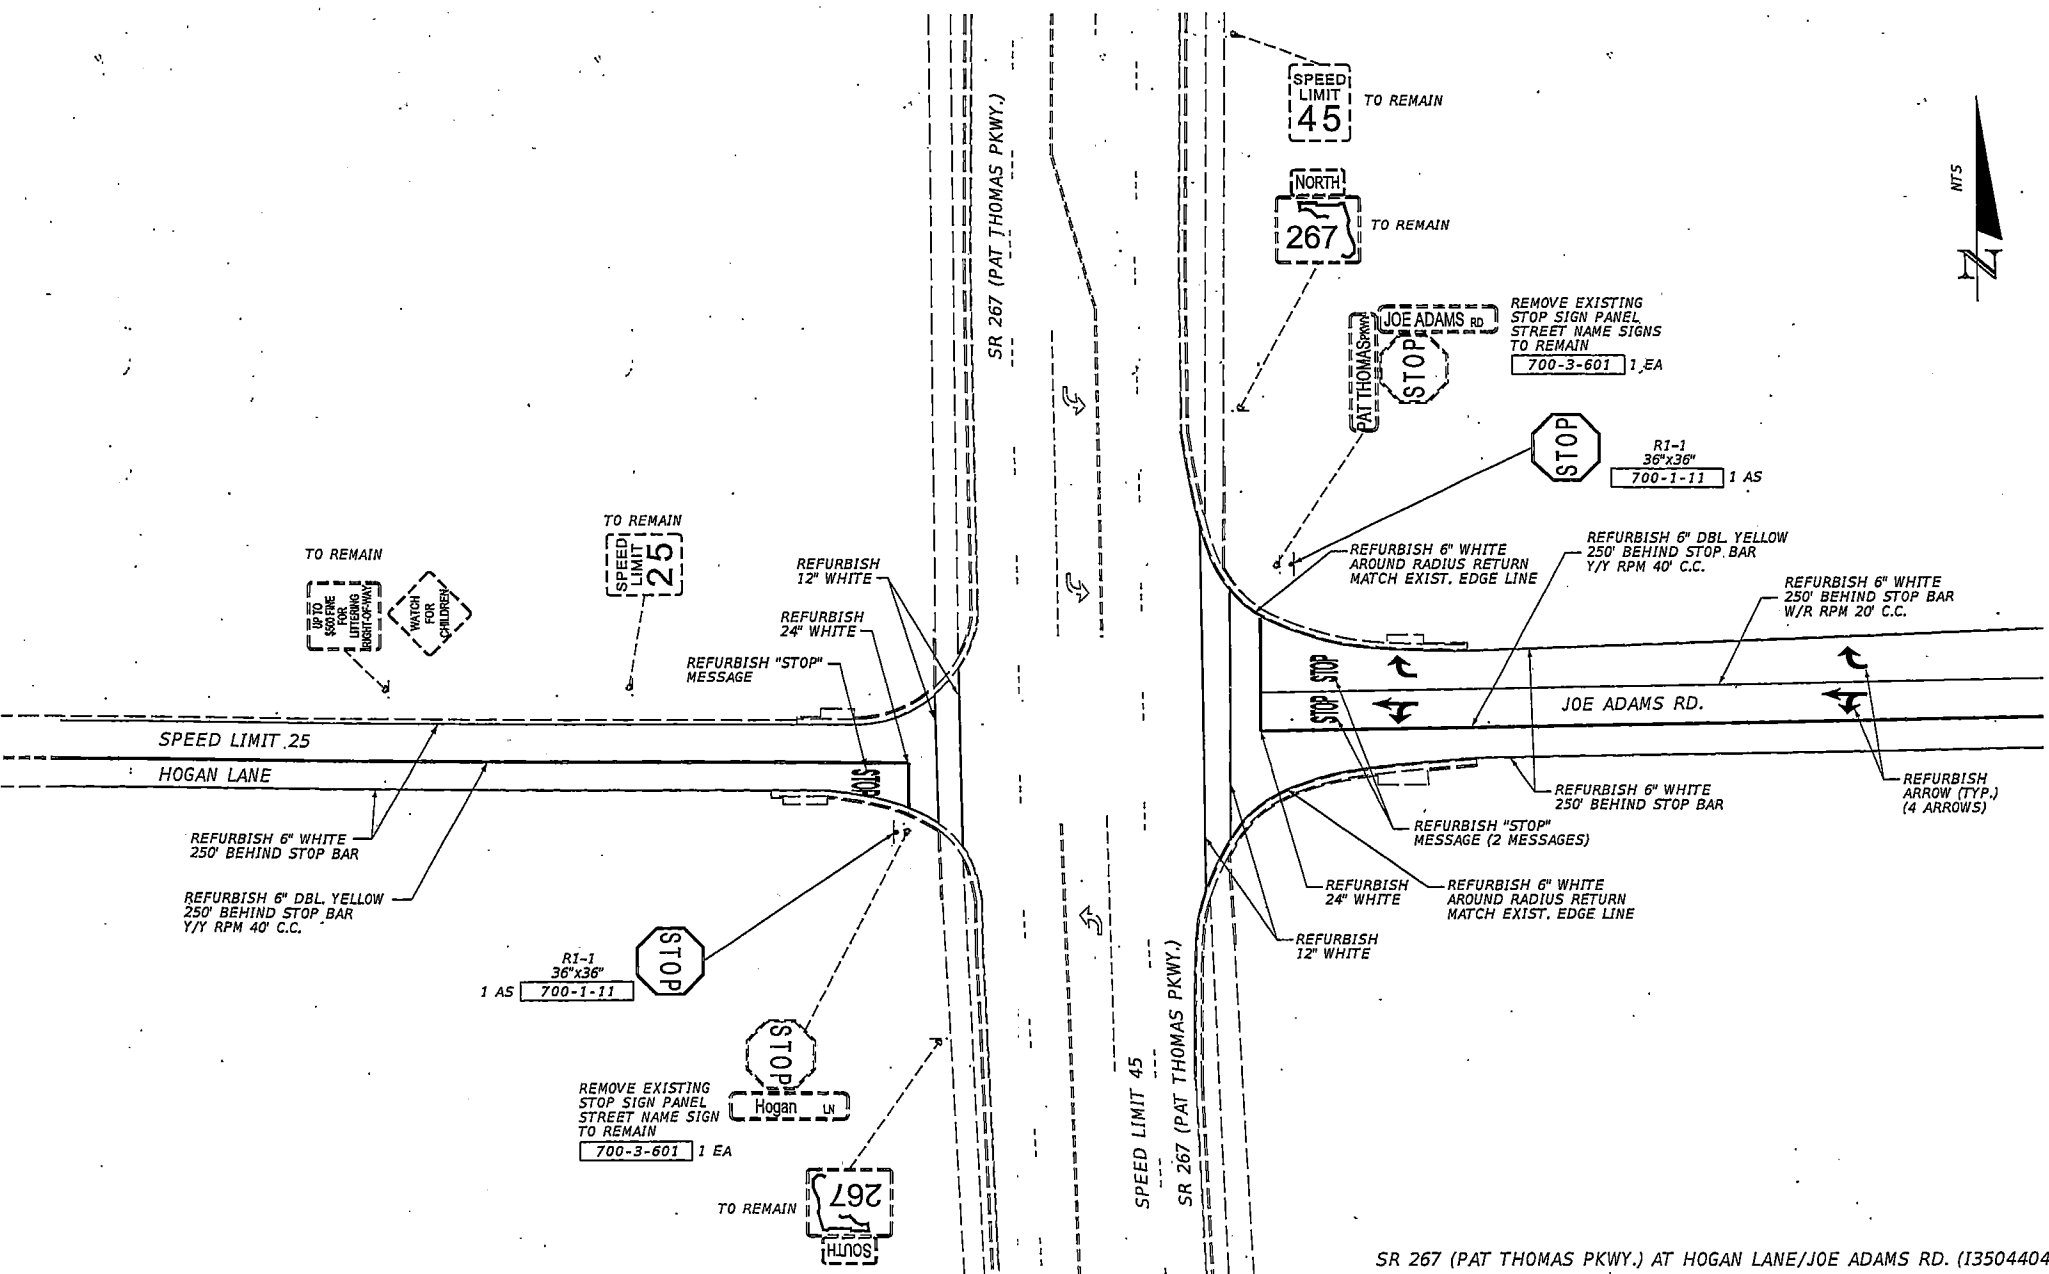 SR 267 (PAT THOMAS PKWY.)
SPEED
LIMIT
45
TO REMAIN
NTS
N
NORTH
267
TO REMAIN
JOE ADAMS RD
PAT THOMAS PKWY
STOP
REMOVE EXISTING
STOP SIGN PANEL
STREET NAME SIGNS
TO REMAIN
700-3-601 1 EA
STOP
R1-1
36"x36"
700-1-11 1 AS
TO REMAIN
SPEED
LIMIT
25
TO REMAIN
UP TO
$500 FINE
FOR
LITTERING
RIGHT-OF-WAY
WATCH
FOR
CHILDREN
REFURBISH
12" WHITE
REFURBISH
24" WHITE
REFURBISH "STOP"
MESSAGE
REFURBISH 6" WHITE
AROUND RADIUS RETURN
MATCH EXIST. EDGE LINE
REFURBISH 6" DBL. YELLOW
250' BEHIND STOP BAR
Y/Y RPM 40' C.C.
REFURBISH 6" WHITE
250' BEHIND STOP BAR
W/R RPM 20' C.C.
STOP STOP
STOP STOP
JOE ADAMS RD.
SPEED LIMIT 25
HOGAN LANE
STOP
REFURBISH 6" WHITE
250' BEHIND STOP BAR
REFURBISH 6" WHITE
250' BEHIND STOP BAR
REFURBISH
ARROW (TYP.)
(4 ARROWS)
REFURBISH "STOP"
MESSAGE (2 MESSAGES)
REFURBISH 6" DBL. YELLOW
250' BEHIND STOP BAR
Y/Y RPM 40' C.C.
REFURBISH
24" WHITE
REFURBISH 6" WHITE
AROUND RADIUS RETURN
MATCH EXIST. EDGE LINE
REFURBISH
12" WHITE
STOP
R1-1
36"x36"
1 AS 700-1-11
STOP
Hogan LN
REMOVE EXISTING
STOP SIGN PANEL
STREET NAME SIGN
TO REMAIN
700-3-601 1 EA
SPEED LIMIT 45
SR 267 (PAT THOMAS PKWY.)
TO REMAIN
267
SOUTH
SR 267 (PAT THOMAS PKWY.) AT HOGAN LANE/JOE ADAMS RD. (I3504404